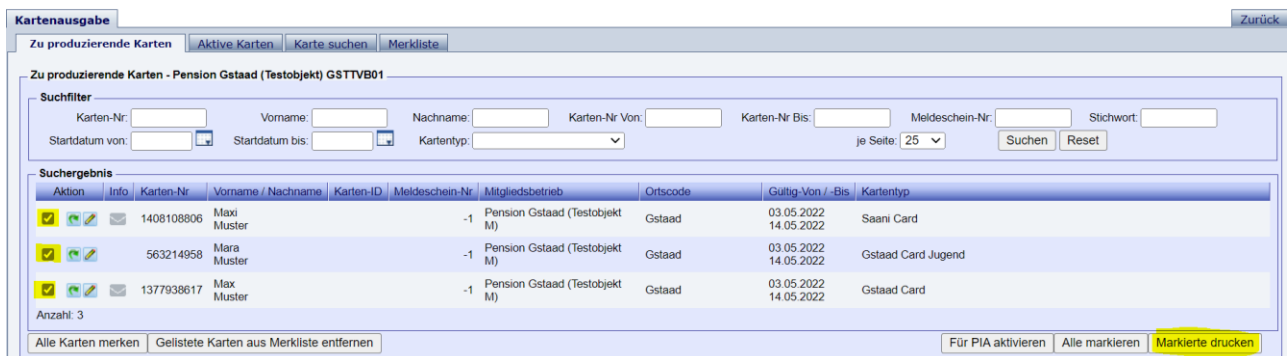 Kartenausgabe Zurück
Zu produzierende Karten Aktive Karten Karte suchen Merkliste
Zu produzierende Karten - Pension Gstaad (Testobjekt) GSTTVB01
Suchfilter
Karten-Nr: Vorname: Nachname: Karten-Nr Von: Karten-Nr Bis: Meldeschein-Nr: Stichwort:
Startdatum von: Startdatum bis: Kartentyp: je Seite: 25 Suchen Reset
Suchergebnis
Aktion Info Karten-Nr Vorname / Nachname Karten-ID Meldeschein-Nr Mitgliedsbetrieb Ortscode Gültig-Von / -Bis Kartentyp
1408108806 Maxi Muster -1 Pension Gstaad (Testobjekt M) Gstaad 03.05.2022 14.05.2022 Saani Card
563214958 Mara Muster -1 Pension Gstaad (Testobjekt M) Gstaad 03.05.2022 14.05.2022 Gstaad Card Jugend
1377938617 Max Muster -1 Pension Gstaad (Testobjekt M) Gstaad 03.05.2022 14.05.2022 Gstaad Card
Anzahl: 3
Alle Karten merken Gelistete Karten aus Merkliste entfernen Für PIA aktivieren Alle markieren Markierte drucken